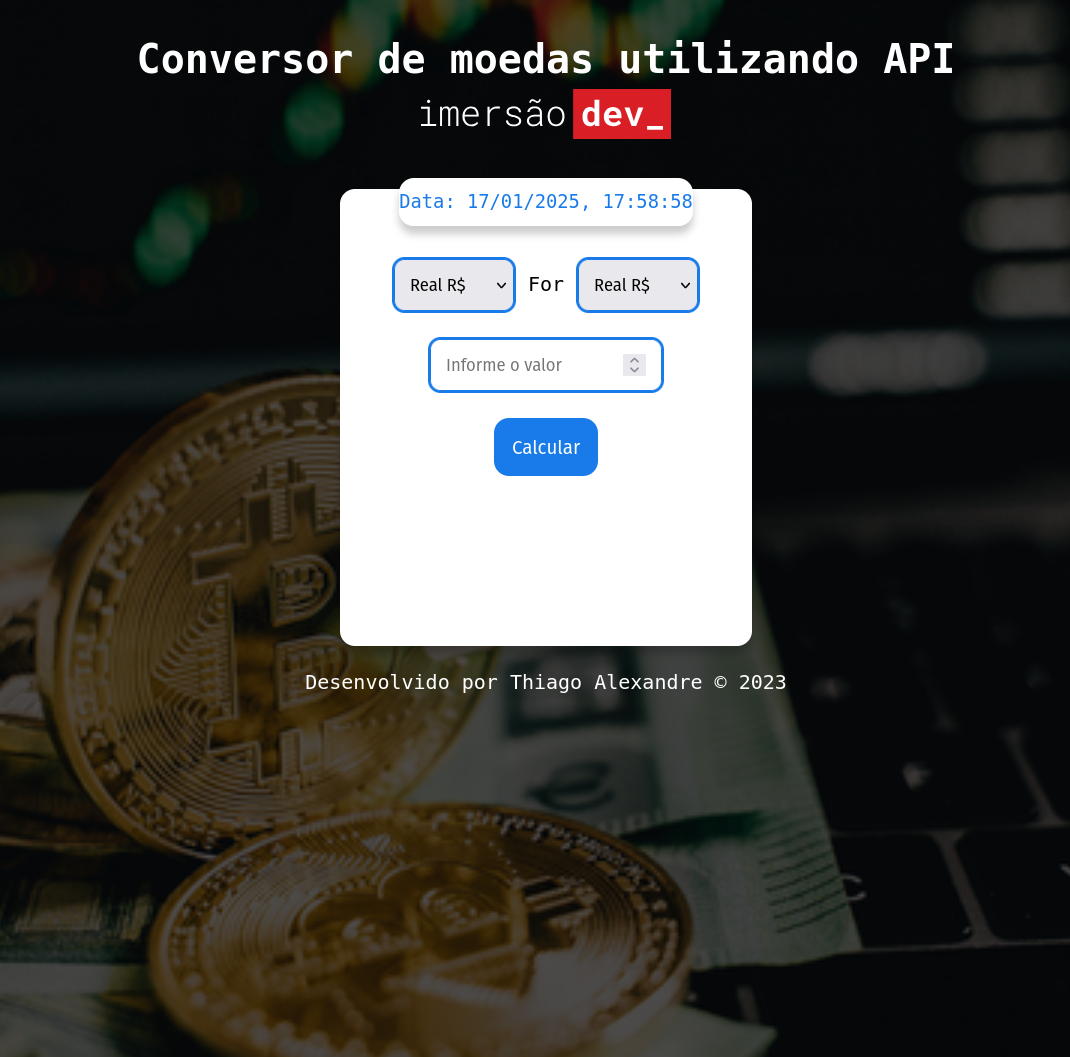 Conversor de moedas utilizando API
imersão dev_
Data: 17/01/2025, 17:58:58
Real R$ For Real R$
Informe o valor
Calcular
Desenvolvido por Thiago Alexandre © 2023